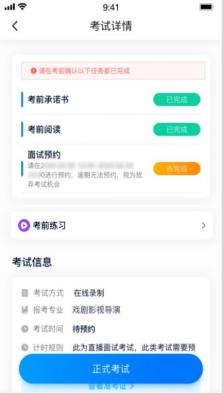 9:41
考试详情
请在考前确认以下任务都已完成
考前承诺书
已完成
考前阅读
已完成
面试预约
请在2
进行预约，逾期无法预约，视为放
弃考试机会
去完成
考前练习
考试信息
考试方式 在线录制
报考专业 戏剧影视导演
考试时间 待预约
计时规则 此为直播面试考试，此类考试需要预
正式考试
查看准考证 >